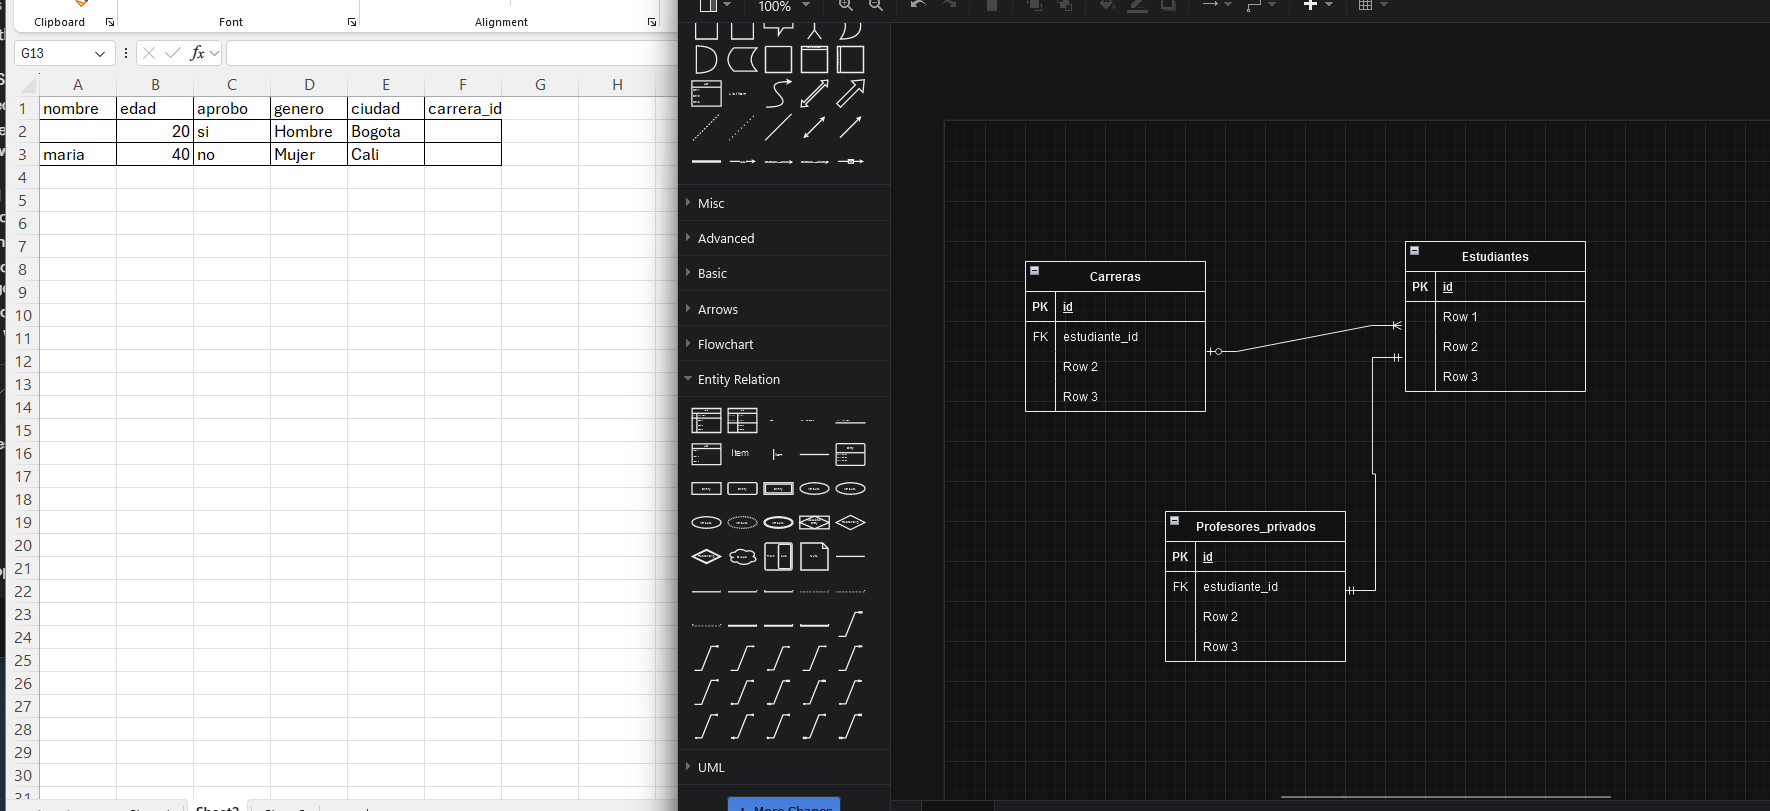 Clipboard
Font
Alignment
100%
G13
fx
A B C D E F G H
1 nombre edad aprobo genero ciudad carrera_id
2 20 si Hombre Bogota
3 maria 40 no Mujer Cali
4
5
6
7
8
9
10
11
12
13
14
15
16
17
18
19
20
21
22
23
24
25
26
27
28
29
30
31
Sheet2
Misc
Advanced
Basic
Arrows
Flowchart
Entity Relation
Item
UML
+ More Shapes
Carreras
PK id
FK estudiante_id
Row 2
Row 3
Estudiantes
PK id
Row 1
Row 2
Row 3
Profesores_privados
PK id
FK estudiante_id
Row 2
Row 3